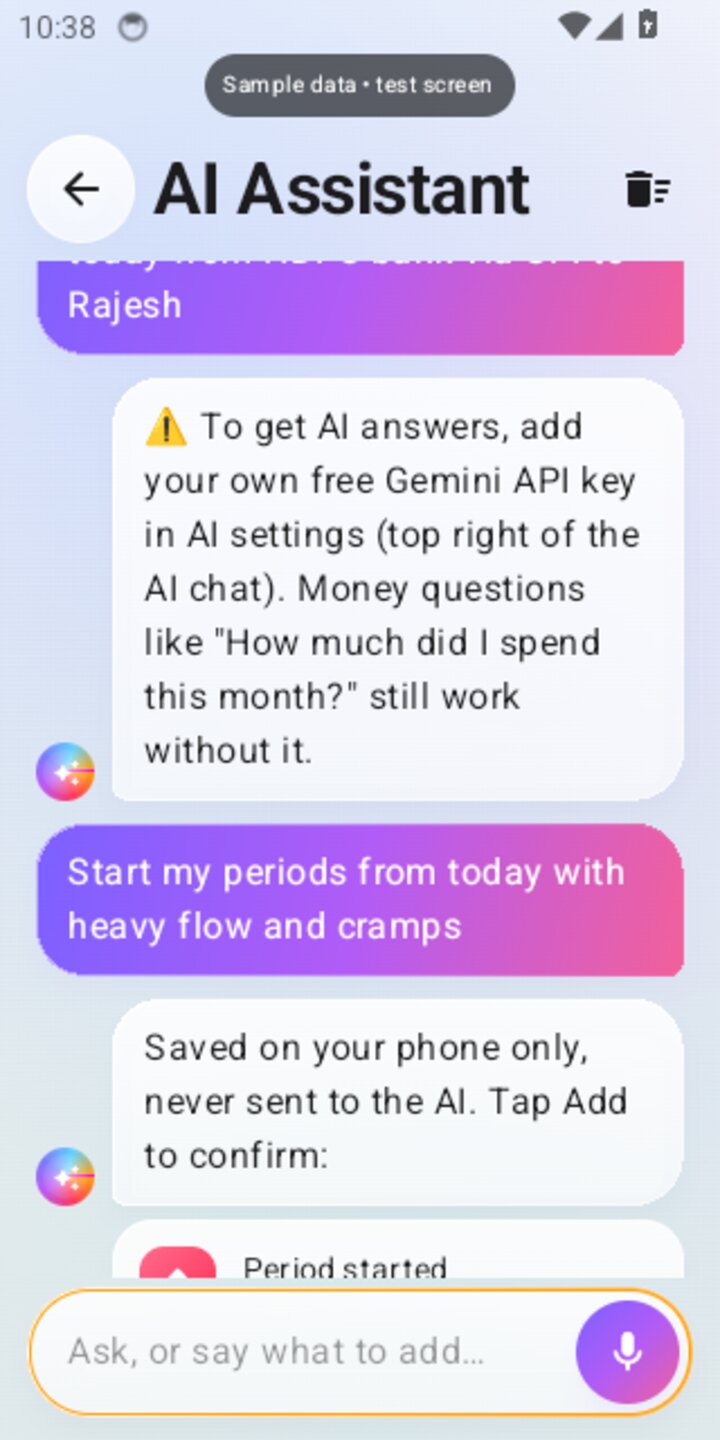 10:38
Sample data • test screen
AI Assistant
Rajesh
⚠️ To get AI answers, add
your own free Gemini API key
in AI settings (top right of the
AI chat). Money questions
like "How much did I spend
this month?" still work
without it.
Start my periods from today with
heavy flow and cramps
Saved on your phone only,
never sent to the AI. Tap Add
to confirm:
Period started
Ask, or say what to add...